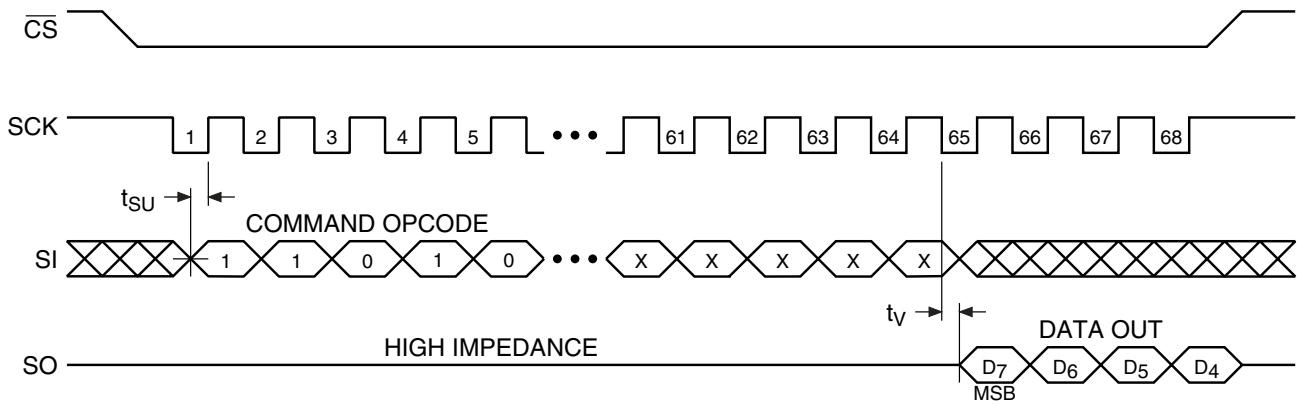 CS
SCK 1 2 3 4 5 ••• 61 62 63 64 65 66 67 68
tSU
COMMAND OPCODE
SI 1 1 0 1 0 ••• X X X X X
tV
DATA OUT
HIGH IMPEDANCE
SO D7 D6 D5 D4
MSB